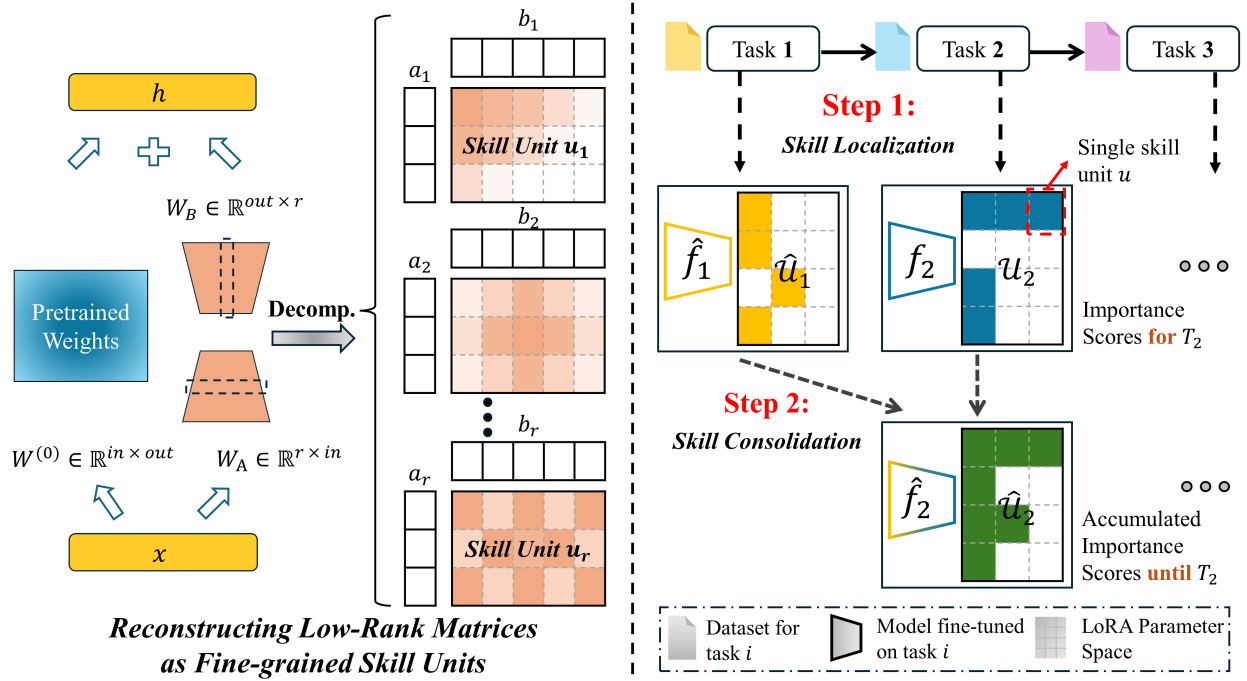 h
W_B ∈ ℝ^{out × r}
Pretrained
Weights
W^{(0)} ∈ ℝ^{in × out}
W_A ∈ ℝ^{r × in}
x
Decomp.
b_1
a_1
Skill Unit u_1
b_2
a_2
b_r
a_r
Skill Unit u_r
Reconstructing Low-Rank Matrices
as Fine-grained Skill Units
Task 1
Task 2
Task 3
Step 1:
Skill Localization
Single skill
unit u
f̂_1
Û_1
f_2
U_2
Importance
Scores for T_2
Step 2:
Skill Consolidation
f̂_2
Û_2
Accumulated
Importance
Scores until T_2
Dataset for
task i
Model fine-tuned
on task i
LoRA Parameter
Space